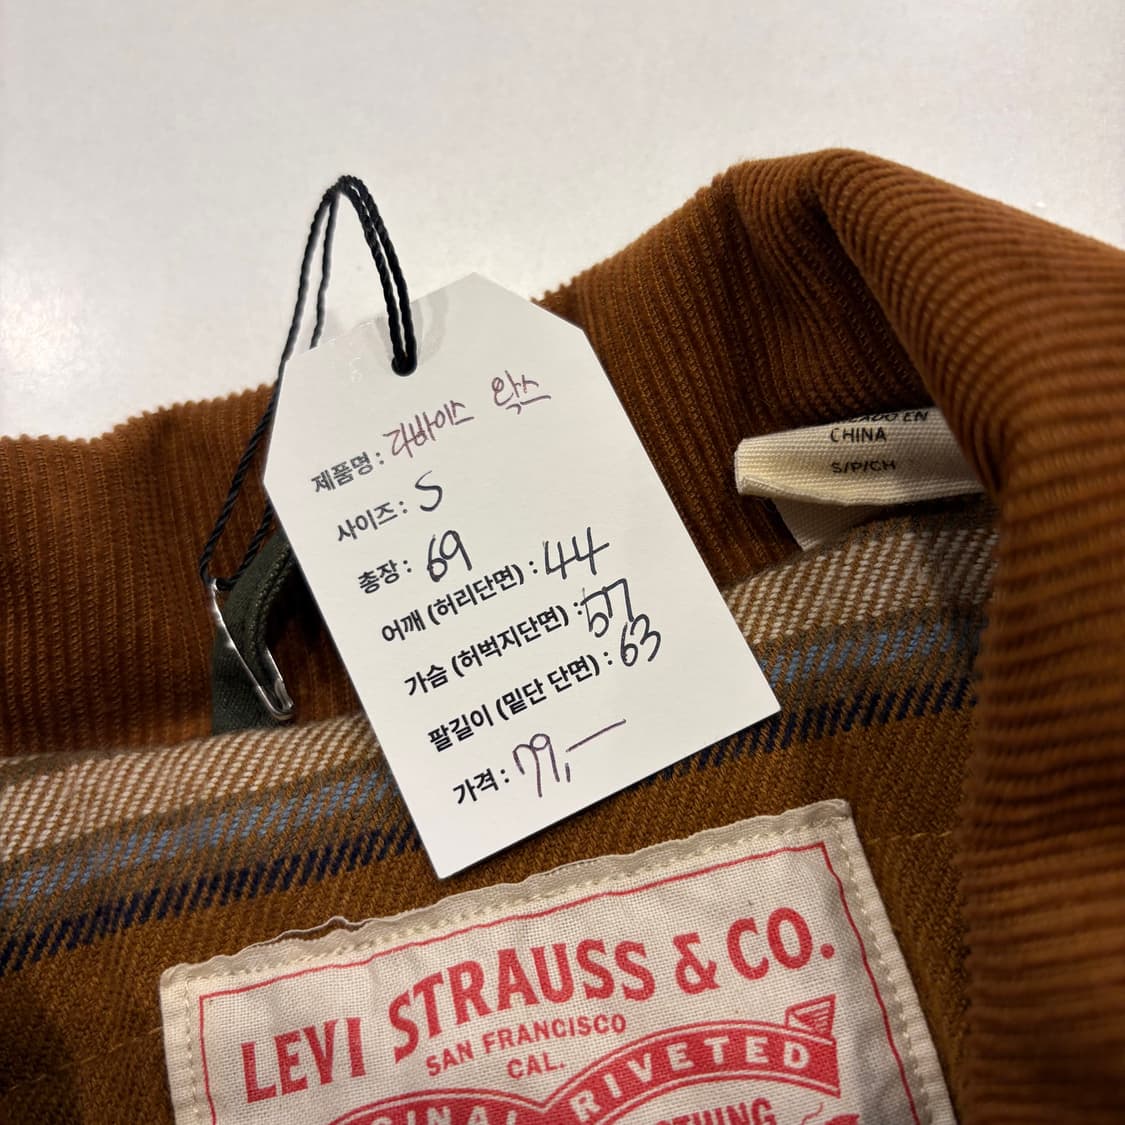 제품명 : 리바이스 왁스
사이즈 : S
총장 : 69
어깨 (허리단면) : 44
가슴 (허벅지단면) : 57
팔길이 (밑단 단면) : 63
가격 : 79,—
EN
CHINA
S/P/CH
LEVI STRAUSS & CO.
SAN FRANCISCO
CAL.
RIVETED